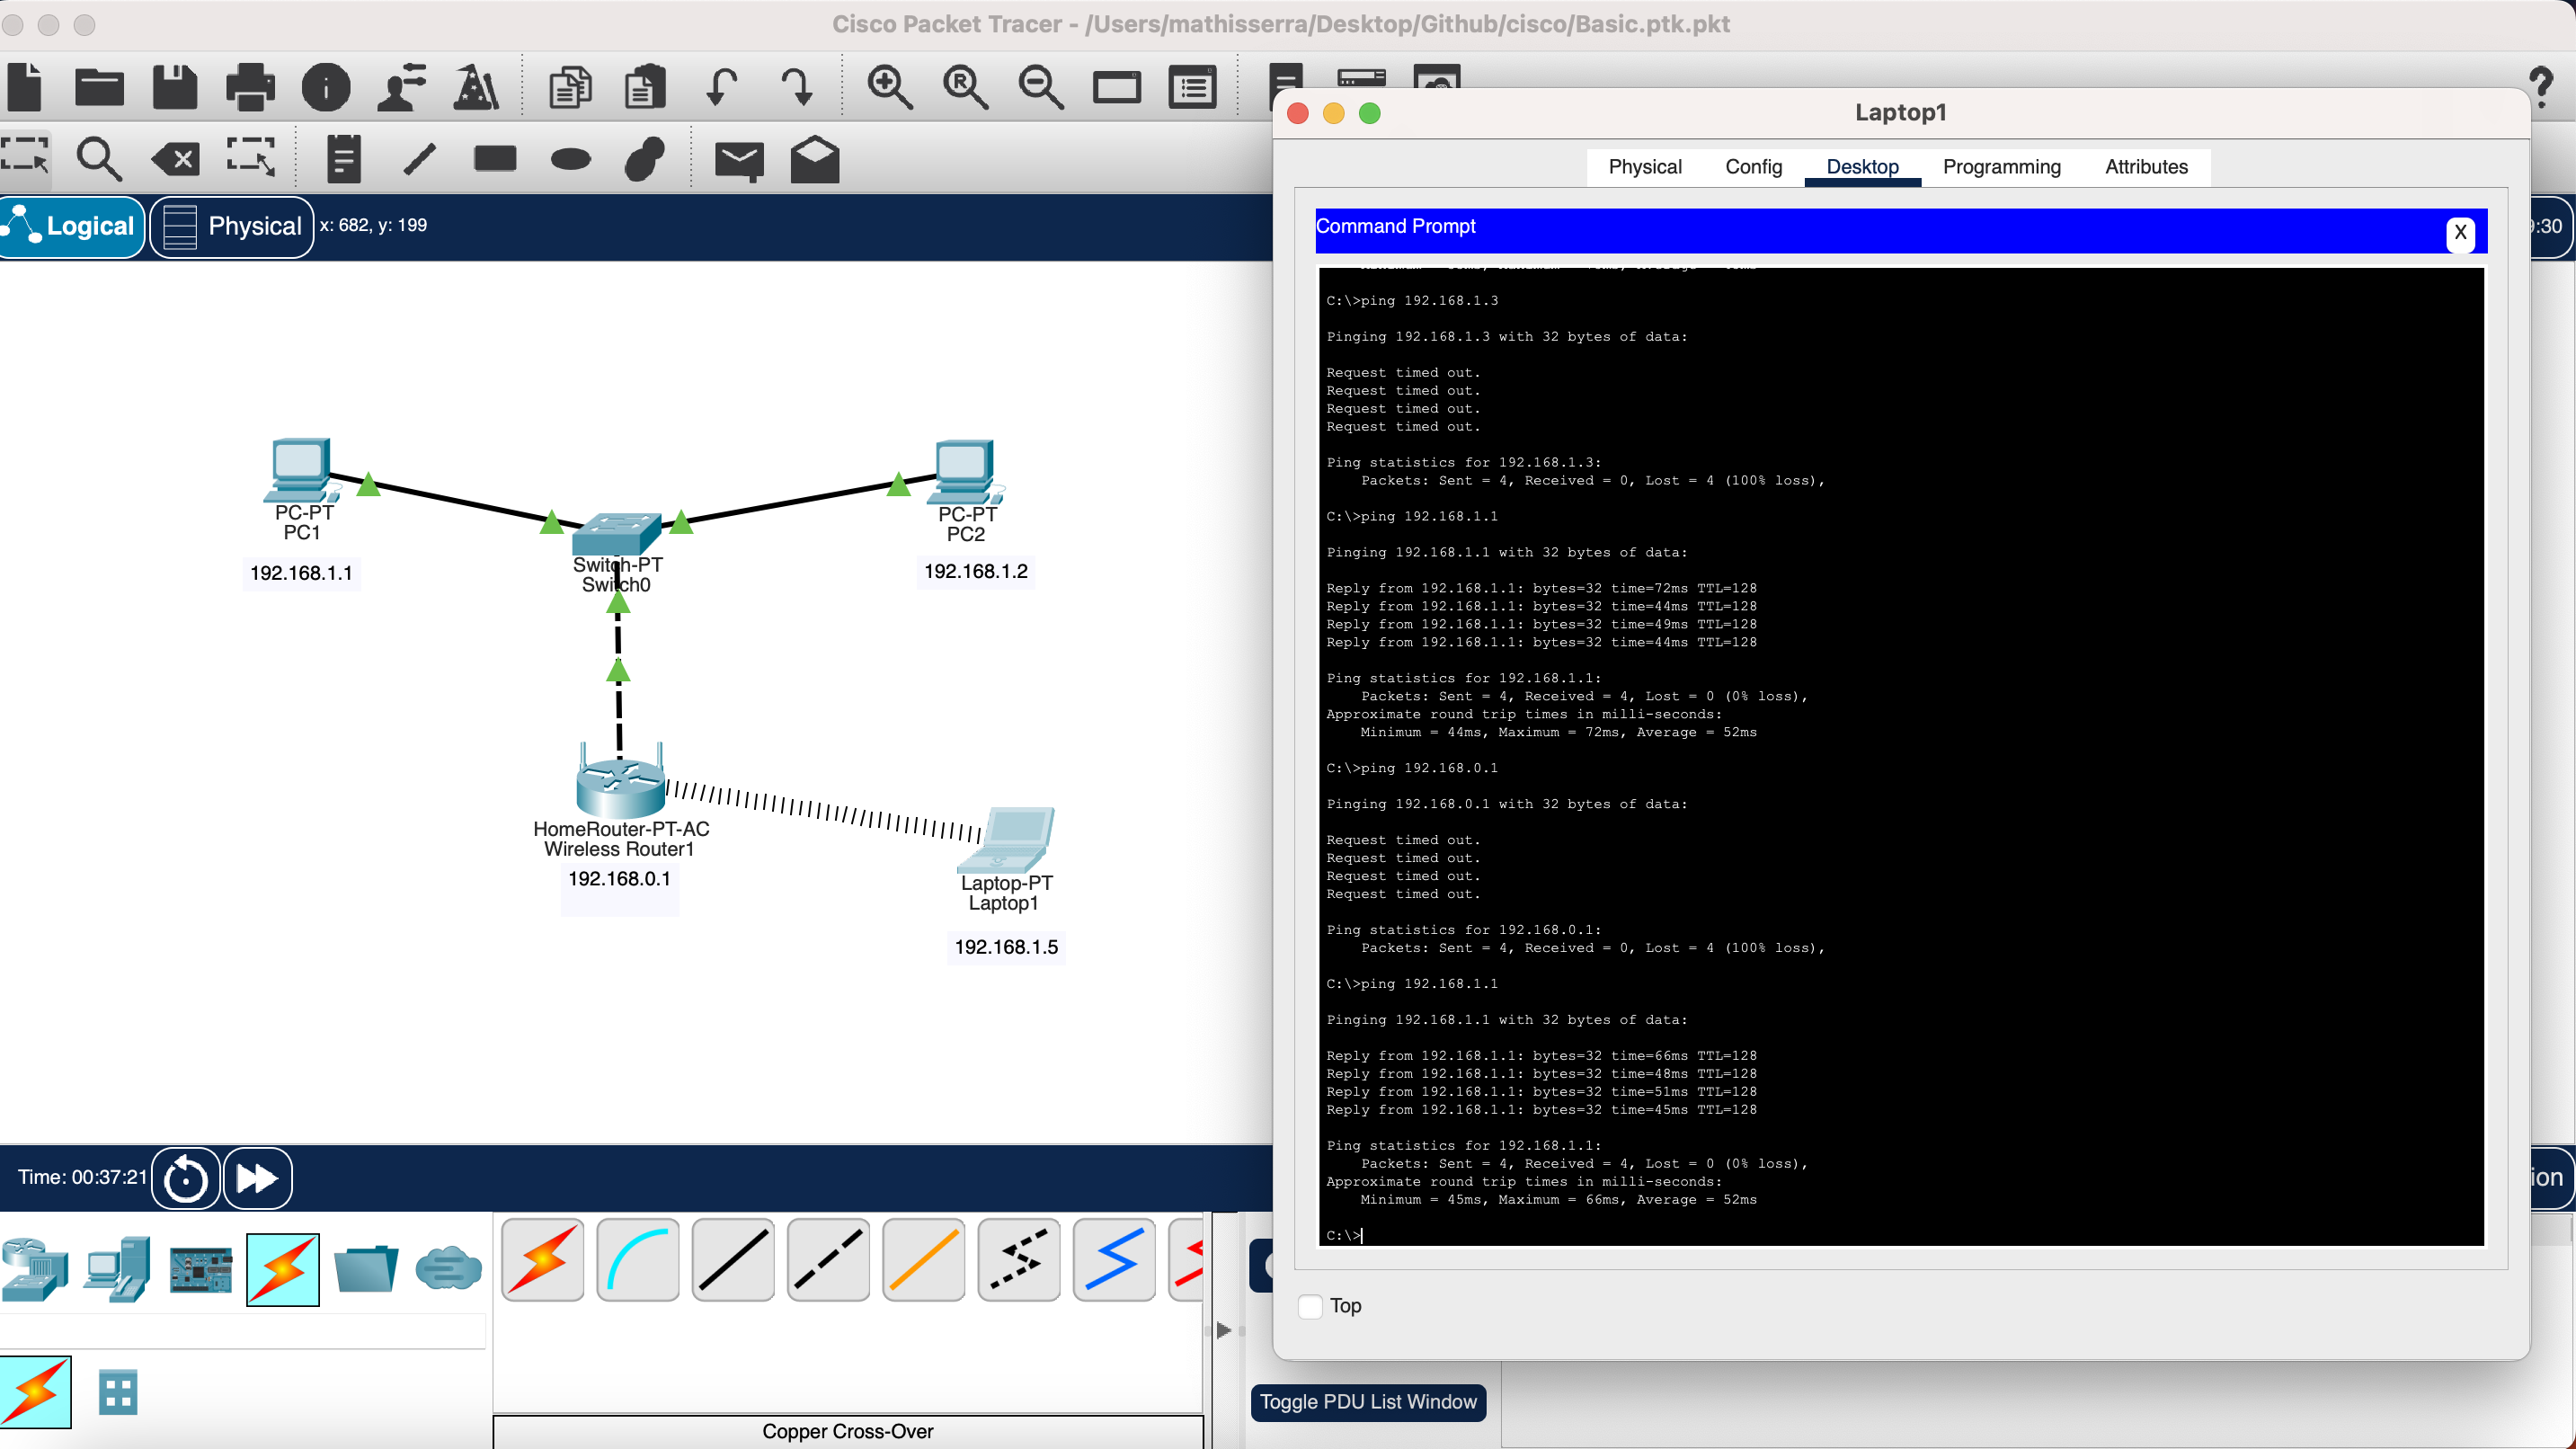 Cisco Packet Tracer - /Users/mathisserra/Desktop/Github/cisco/Basic.ptk.pkt
Logical
Physical
x: 682, y: 199
:30
PC-PT
PC1
192.168.1.1
PC-PT
PC2
192.168.1.2
Switch-PT
Switch0
HomeRouter-PT-AC
Wireless Router1
192.168.0.1
Laptop-PT
Laptop1
192.168.1.5
Time: 00:37:21
ion
Copper Cross-Over
Toggle PDU List Window
Laptop1
Physical Config Desktop Programming Attributes
Command Prompt
X
C:\>ping 192.168.1.3
Pinging 192.168.1.3 with 32 bytes of data:
Request timed out.
Request timed out.
Request timed out.
Request timed out.
Ping statistics for 192.168.1.3:
Packets: Sent = 4, Received = 0, Lost = 4 (100% loss),
C:\>ping 192.168.1.1
Pinging 192.168.1.1 with 32 bytes of data:
Reply from 192.168.1.1: bytes=32 time=72ms TTL=128
Reply from 192.168.1.1: bytes=32 time=44ms TTL=128
Reply from 192.168.1.1: bytes=32 time=49ms TTL=128
Reply from 192.168.1.1: bytes=32 time=44ms TTL=128
Ping statistics for 192.168.1.1:
Packets: Sent = 4, Received = 4, Lost = 0 (0% loss),
Approximate round trip times in milli-seconds:
Minimum = 44ms, Maximum = 72ms, Average = 52ms
C:\>ping 192.168.0.1
Pinging 192.168.0.1 with 32 bytes of data:
Request timed out.
Request timed out.
Request timed out.
Request timed out.
Ping statistics for 192.168.0.1:
Packets: Sent = 4, Received = 0, Lost = 4 (100% loss),
C:\>ping 192.168.1.1
Pinging 192.168.1.1 with 32 bytes of data:
Reply from 192.168.1.1: bytes=32 time=66ms TTL=128
Reply from 192.168.1.1: bytes=32 time=48ms TTL=128
Reply from 192.168.1.1: bytes=32 time=51ms TTL=128
Reply from 192.168.1.1: bytes=32 time=45ms TTL=128
Ping statistics for 192.168.1.1:
Packets: Sent = 4, Received = 4, Lost = 0 (0% loss),
Approximate round trip times in milli-seconds:
Minimum = 45ms, Maximum = 66ms, Average = 52ms
C:\>
Top